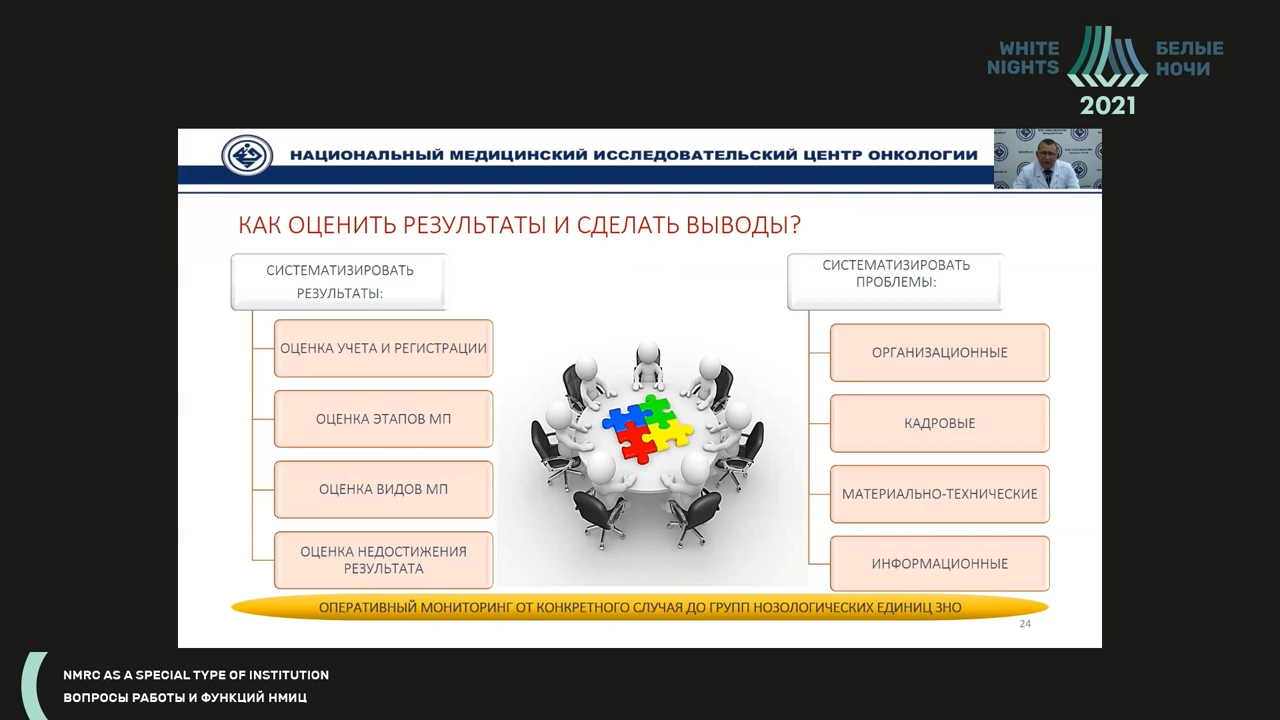 WHITE
NIGHTS
БЕЛЫЕ
НОЧИ
2021
НАЦИОНАЛЬНЫЙ МЕДИЦИНСКИЙ ИССЛЕДОВАТЕЛЬСКИЙ ЦЕНТР ОНКОЛОГИИ
КАК ОЦЕНИТЬ РЕЗУЛЬТАТЫ И СДЕЛАТЬ ВЫВОДЫ?
СИСТЕМАТИЗИРОВАТЬ
РЕЗУЛЬТАТЫ:
ОЦЕНКА УЧЕТА И РЕГИСТРАЦИИ
ОЦЕНКА ЭТАПОВ МП
ОЦЕНКА ВИДОВ МП
ОЦЕНКА НЕДОСТИЖЕНИЯ
РЕЗУЛЬТАТА
СИСТЕМАТИЗИРОВАТЬ
ПРОБЛЕМЫ:
ОРГАНИЗАЦИОННЫЕ
КАДРОВЫЕ
МАТЕРИАЛЬНО-ТЕХНИЧЕСКИЕ
ИНФОРМАЦИОННЫЕ
ОПЕРАТИВНЫЙ МОНИТОРИНГ ОТ КОНКРЕТНОГО СЛУЧАЯ ДО ГРУПП НОЗОЛОГИЧЕСКИХ ЕДИНИЦ ЗНО
24
NMRC AS A SPECIAL TYPE OF INSTITUTION
ВОПРОСЫ РАБОТЫ И ФУНКЦИЙ НМИЦ